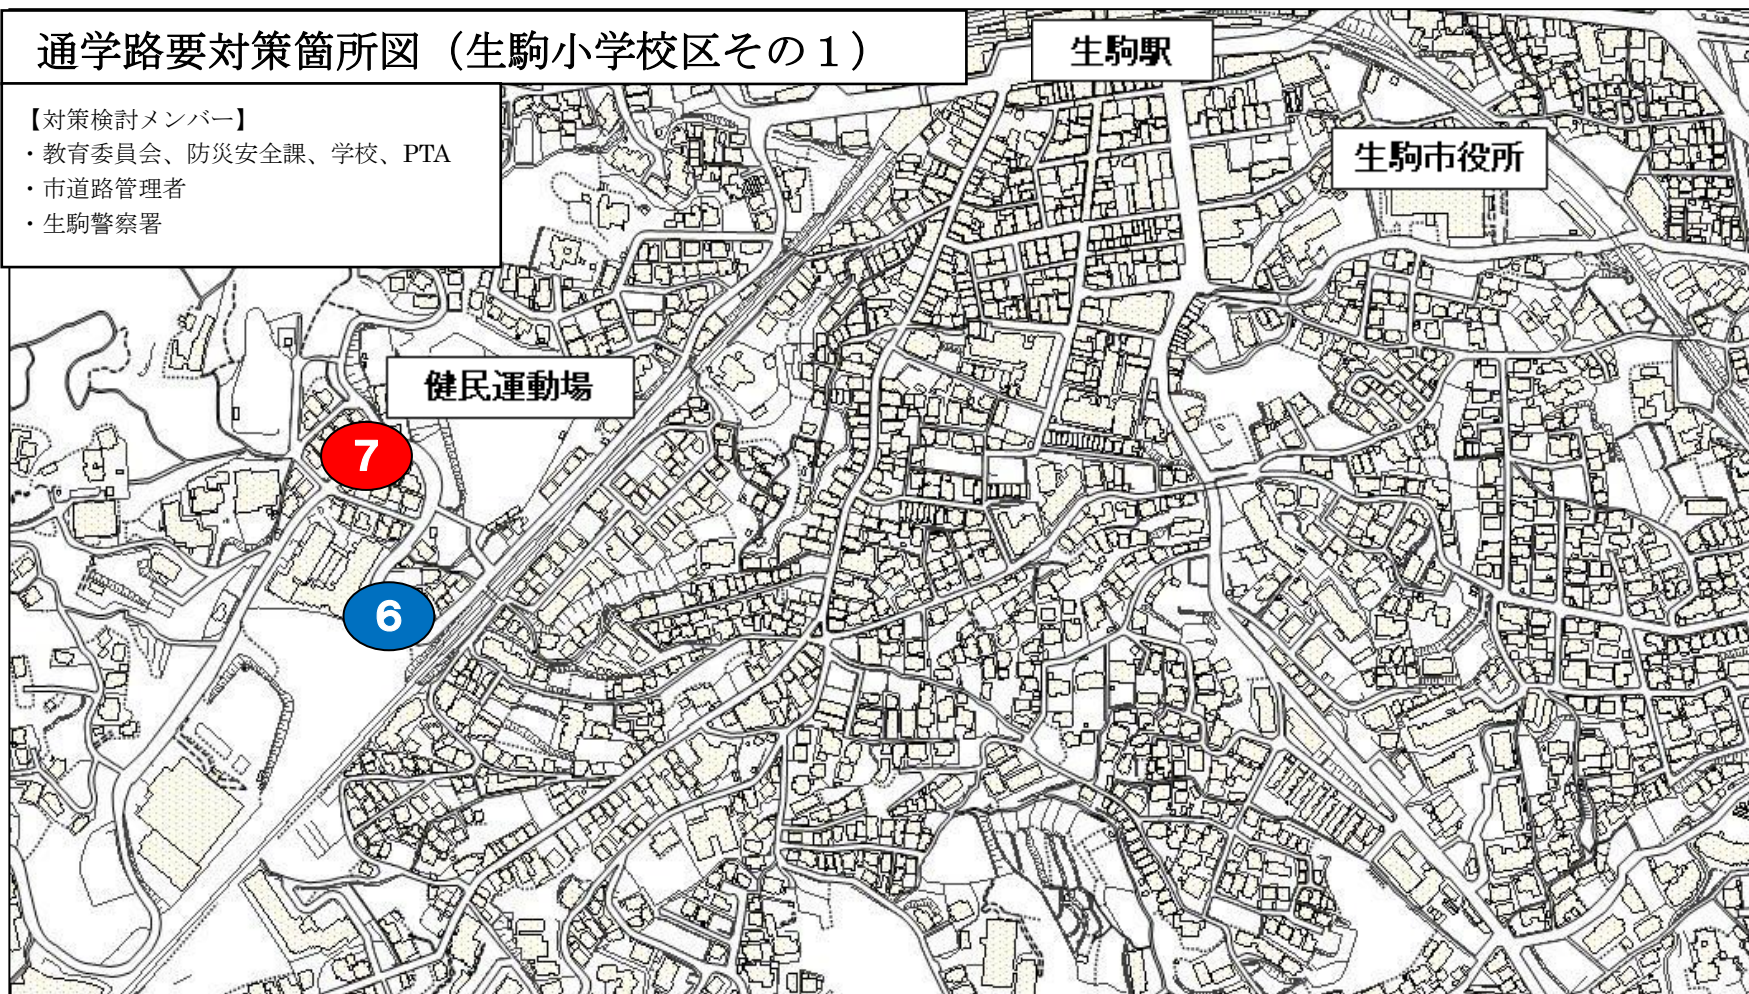 通学路要対策箇所図（生駒小学校区その１）
【対策検討メンバー】
・教育委員会、防災安全課、学校、PTA
・市道路管理者
・生駒警察署
生駒駅
生駒市役所
健民運動場
7
6